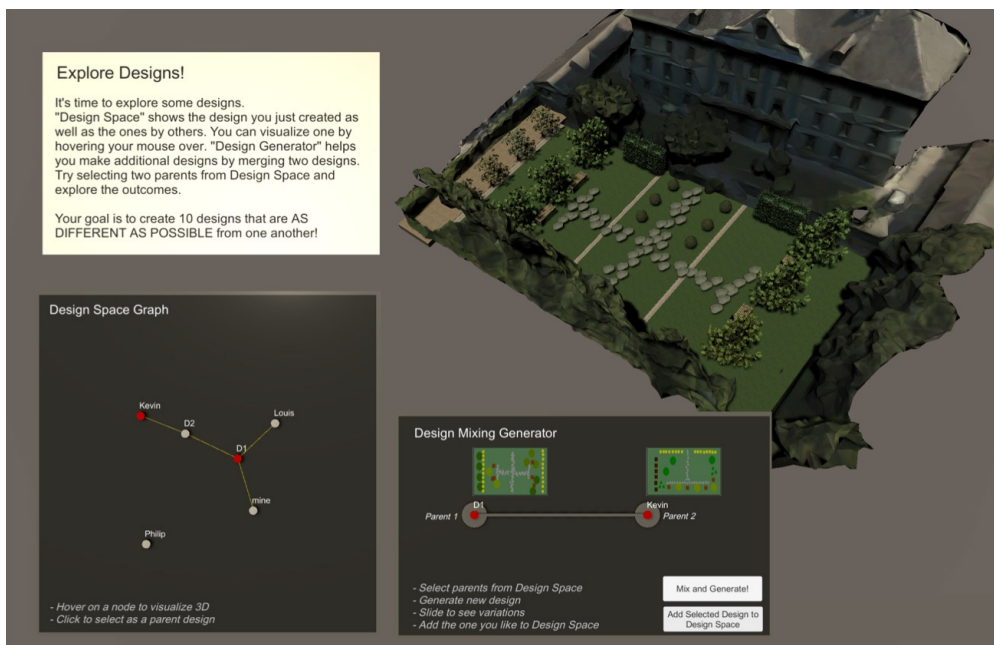 Explore Designs!
It's time to explore some designs.
"Design Space" shows the design you just created as
well as the ones by others. You can visualize one by
hovering your mouse over. "Design Generator" helps
you make additional designs by merging two designs.
Try selecting two parents from Design Space and
explore the outcomes.
Your goal is to create 10 designs that are AS
DIFFERENT AS POSSIBLE from one another!
Design Space Graph
Kevin
D2
Louis
D1
mine
Philip
- Hover on a node to visualize 3D
- Click to select as a parent design
Design Mixing Generator
D1
Kevin
Parent 1
Parent 2
- Select parents from Design Space
- Generate new design
- Slide to see variations
- Add the one you like to Design Space
Mix and Generate!
Add Selected Design to
Design Space